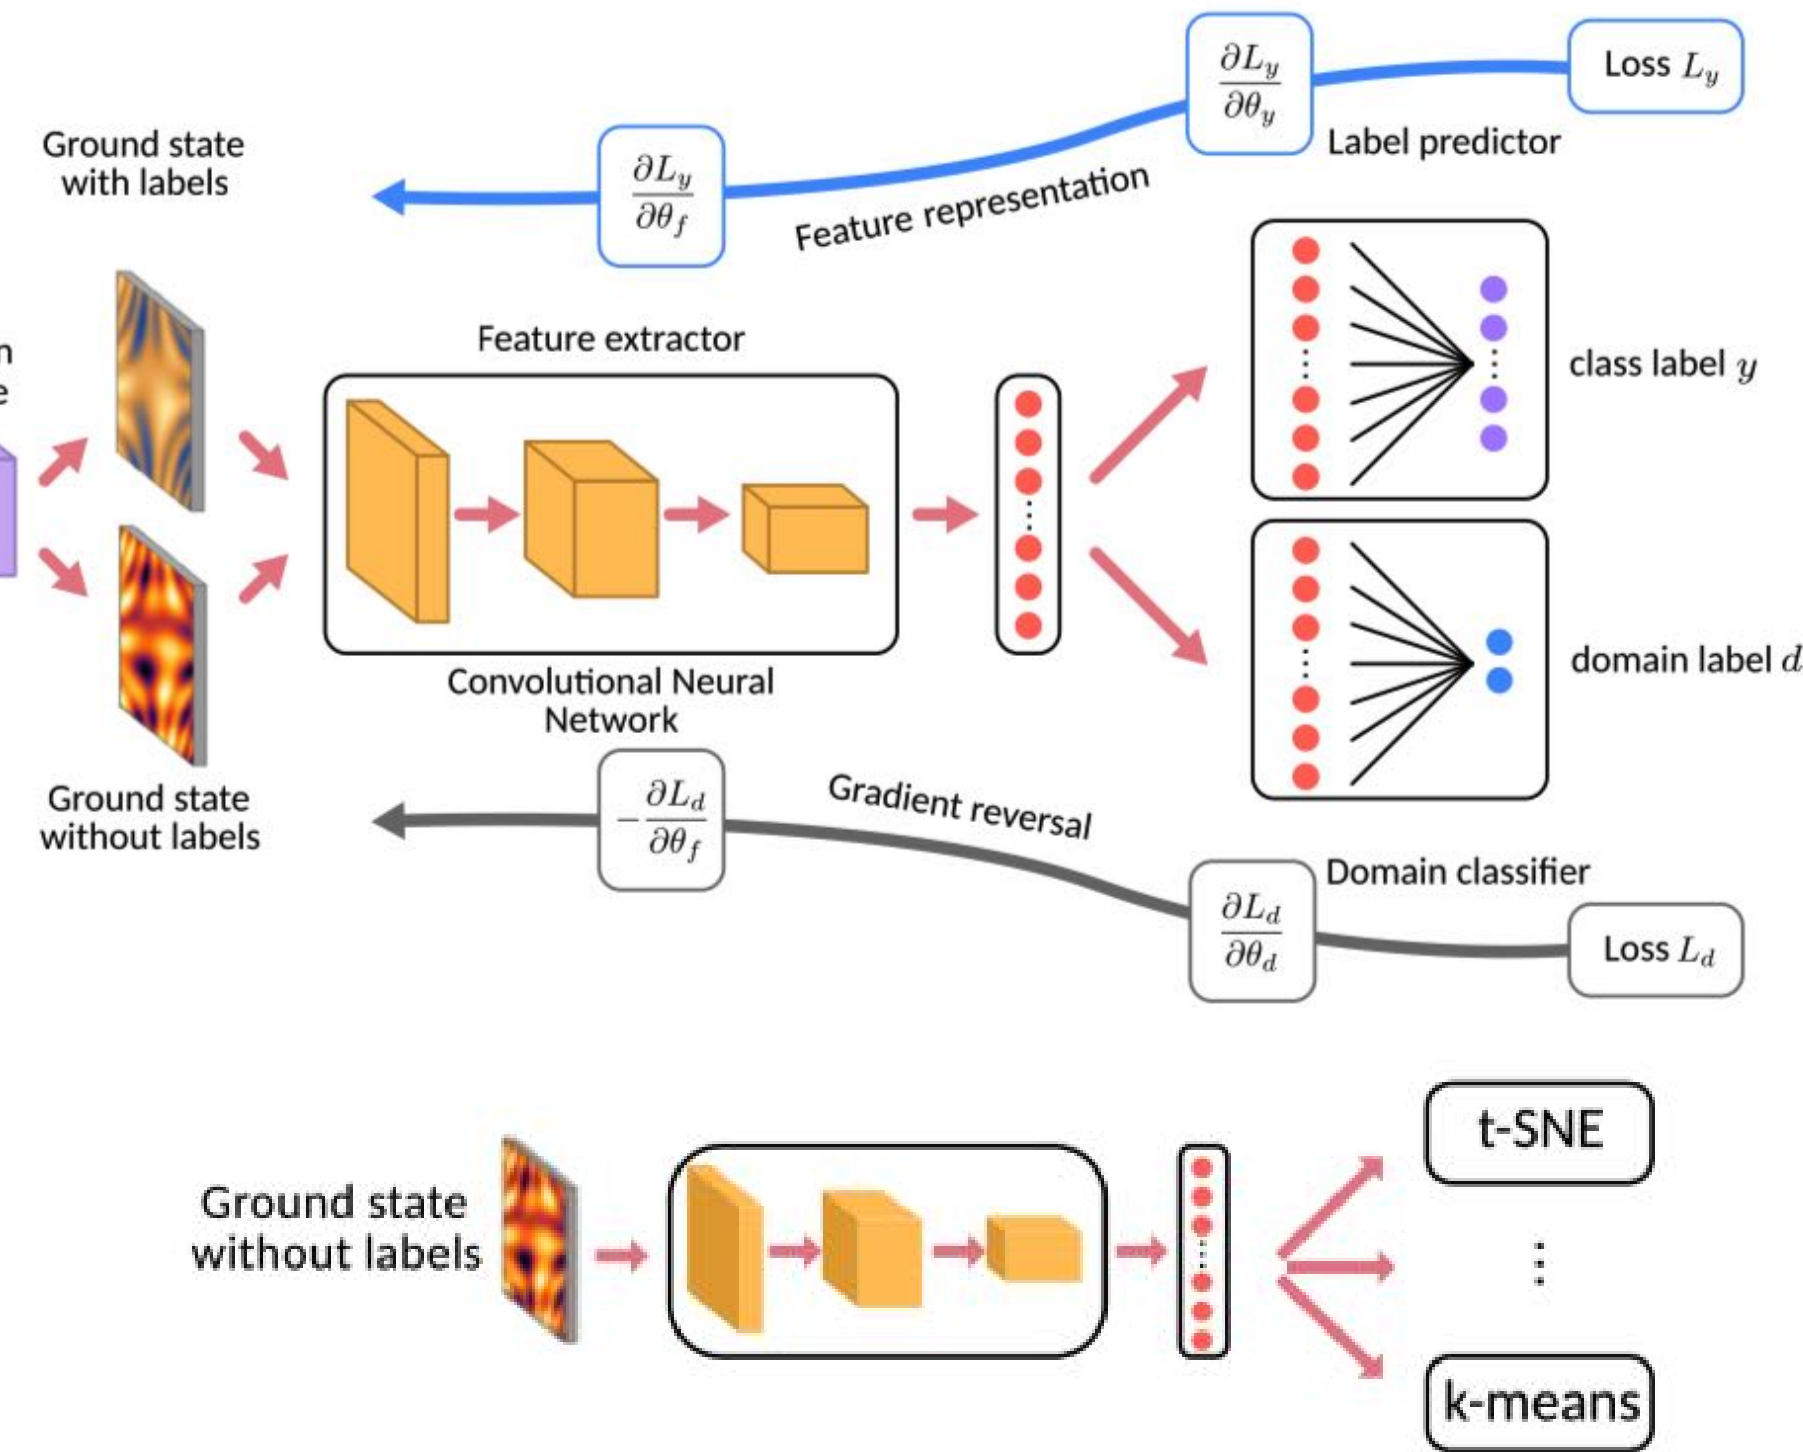 Loss $L_y$
$\frac{\partial L_y}{\partial \theta_y}$
Label predictor
Ground state
with labels
$\frac{\partial L_y}{\partial \theta_f}$
Feature representation
n
e
Feature extractor
class label $y$
Convolutional Neural
Network
domain label $d$
Ground state
without labels
$-\frac{\partial L_d}{\partial \theta_f}$
Gradient reversal
Domain classifier
$\frac{\partial L_d}{\partial \theta_d}$
Loss $L_d$
t-SNE
Ground state
without labels
k-means